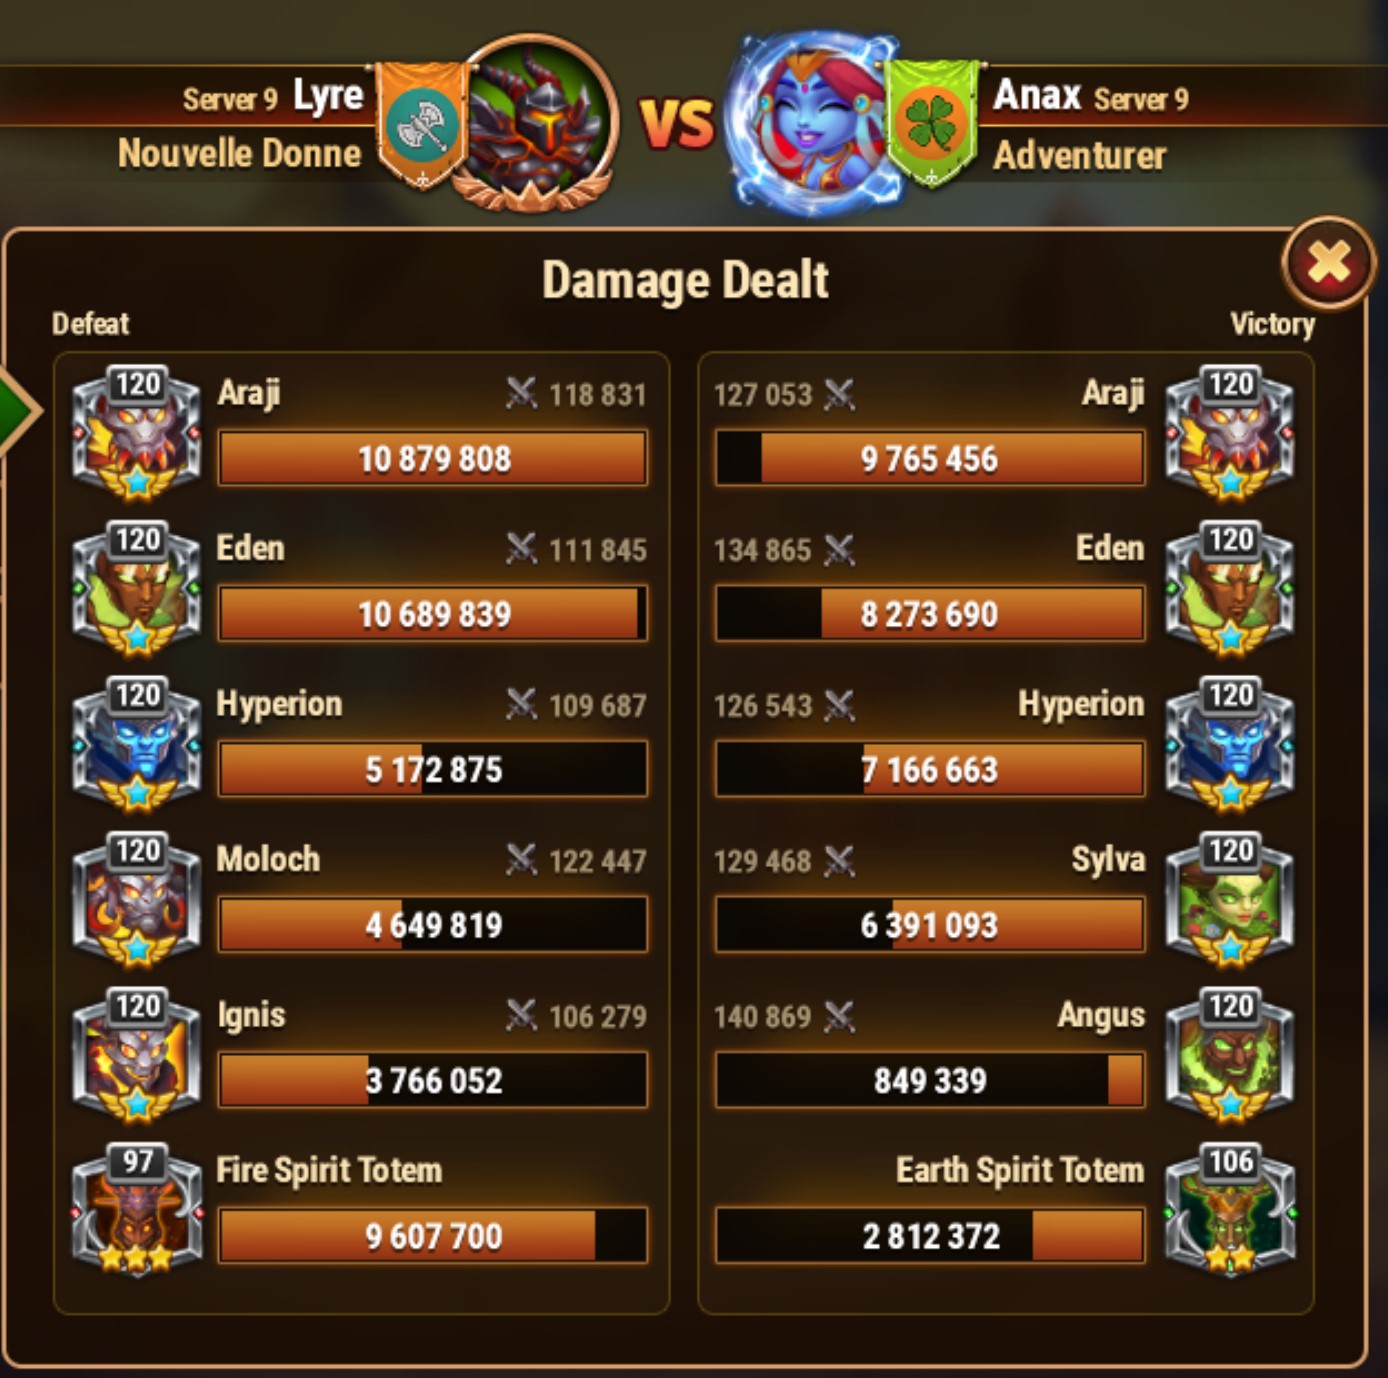 Server 9 Lyre
Nouvelle Donne
VS
Anax Server 9
Adventurer
Damage Dealt
Defeat
Victory
120
Araji
118 831
10 879 808
127 053
Araji
120
9 765 456
120
Eden
111 845
10 689 839
134 865
Eden
120
8 273 690
120
Hyperion
109 687
5 172 875
126 543
Hyperion
120
7 166 663
120
Moloch
122 447
4 649 819
129 468
Sylva
120
6 391 093
120
Ignis
106 279
3 766 052
140 869
Angus
120
849 339
97
Fire Spirit Totem
9 607 700
Earth Spirit Totem
106
2 812 372